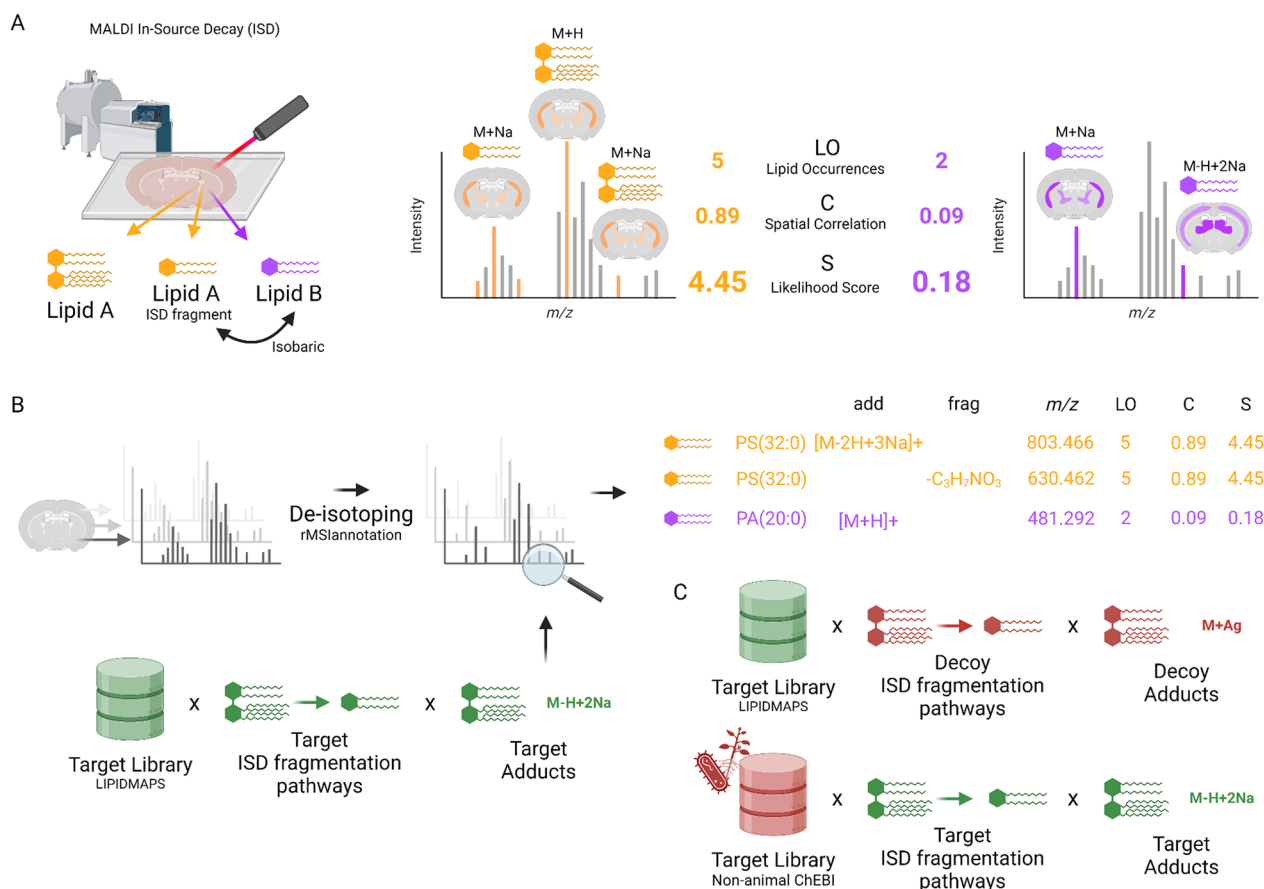 A
MALDI In-Source Decay (ISD)
Lipid A
Lipid A
ISD fragment
Lipid B
Isobaric
Intensity
m/z
M+Na
M+H
M+Na
5
LO
Lipid Occurrences
2
0.89
C
Spatial Correlation
0.09
4.45
S
Likelihood Score
0.18
Intensity
m/z
M+Na
M-H+2Na
B
De-isotoping
rMSIannotation
add frag m/z LO C S
PS(32:0) [M-2H+3Na]+ 803.466 5 0.89 4.45
PS(32:0) -C₃H₇NO₃ 630.462 5 0.89 4.45
PA(20:0) [M+H]+ 481.292 2 0.09 0.18
x
x
M-H+2Na
Target Library
LIPIDMAPS
Target
ISD fragmentation
pathways
Target
Adducts
C
x
x
M+Ag
Target Library
LIPIDMAPS
Decoy
ISD fragmentation
pathways
Decoy
Adducts
x
x
M-H+2Na
Target Library
Non-animal ChEBI
Target
ISD fragmentation
pathways
Target
Adducts